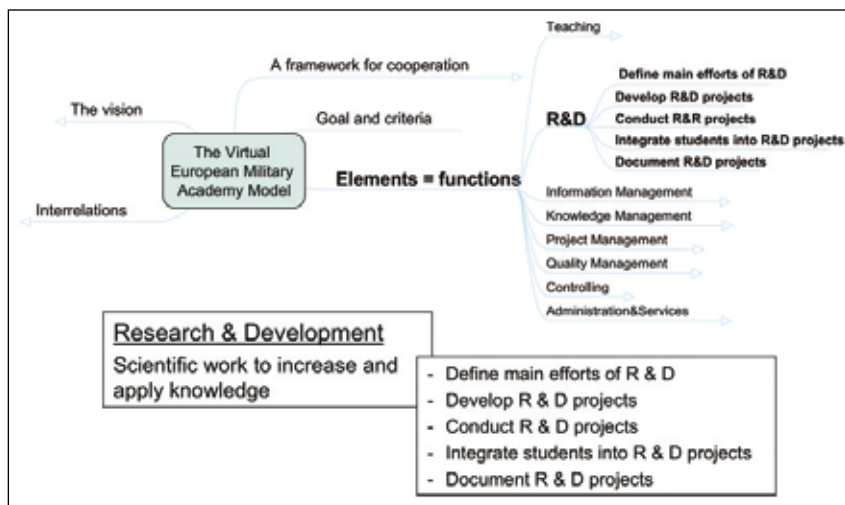 Teaching
A framework for cooperation
Define main efforts of R&D
Develop R&D projects
The vision
R&D
Conduct R&R projects
Goal and criteria
Integrate students into R&D projects
The Virtual
European Military
Academy Model
Document R&D projects
Elements = functions
Information Management
Interrelations
Knowledge Management
Project Management
Quality Management
Controlling
Administration&Services
Research & Development
Scientific work to increase and
apply knowledge
- Define main efforts of R & D
- Develop R & D projects
- Conduct R & D projects
- Integrate students into R & D projects
- Document R & D projects